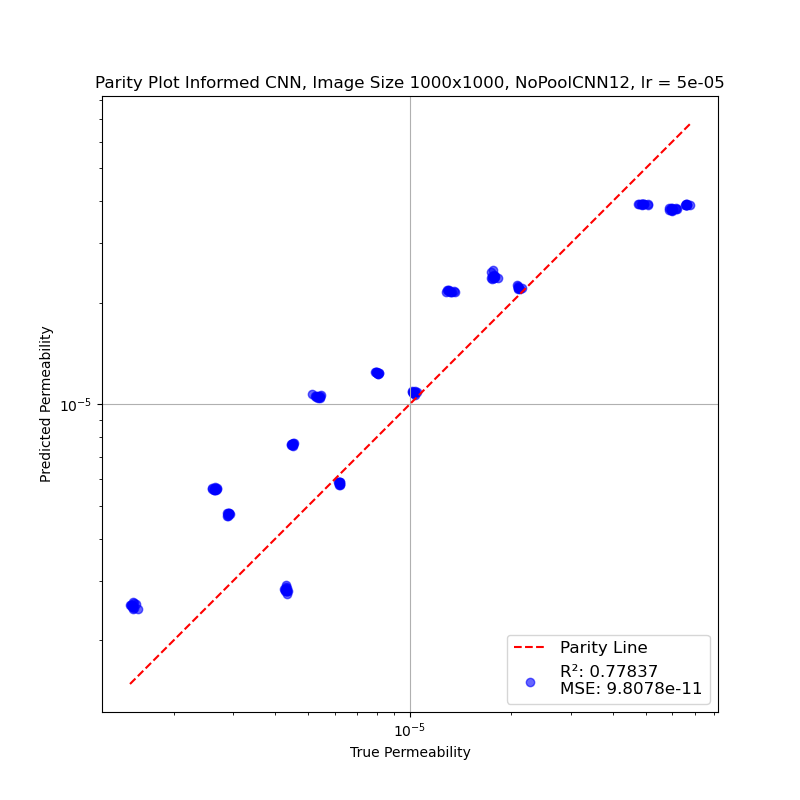 Parity Plot Informed CNN, Image Size 1000x1000, NoPoolCNN12, lr = 5e-05
Predicted Permeability
10⁻⁵
Parity Line
R²: 0.77837
MSE: 9.8078e-11
10⁻⁵
True Permeability